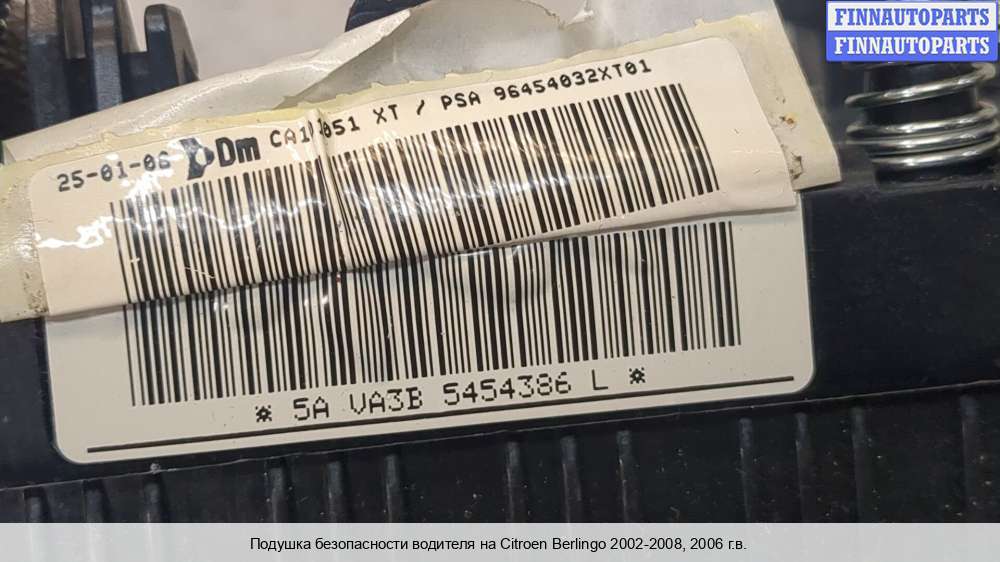 FINNAUTOPARTS
FINNAUTOPARTS
25-01-06 Dm XT / PSA 96454032XT01
* 5A VA3B 5454386 L *
Подушка безопасности водителя на Citroen Berlingo 2002-2008, 2006 г.в.